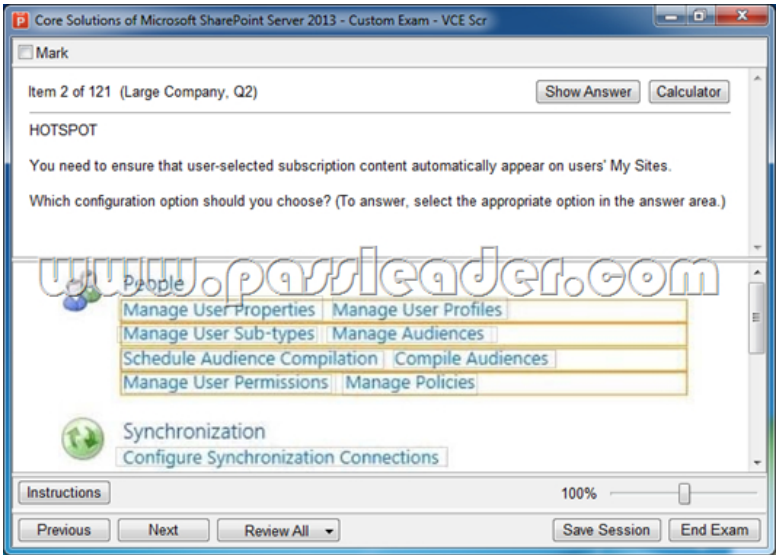 Core Solutions of Microsoft SharePoint Server 2013 - Custom Exam - VCE Scr
Mark
Item 2 of 121 (Large Company, Q2)
Show Answer
Calculator
HOTSPOT
You need to ensure that user-selected subscription content automatically appear on users' My Sites.
Which configuration option should you choose? (To answer, select the appropriate option in the answer area.)
www.passleader.com
People
Manage User Properties Manage User Profiles
Manage User Sub-types Manage Audiences
Schedule Audience Compilation Compile Audiences
Manage User Permissions Manage Policies
Synchronization
Configure Synchronization Connections
Instructions
100%
Previous
Next
Review All
Save Session
End Exam